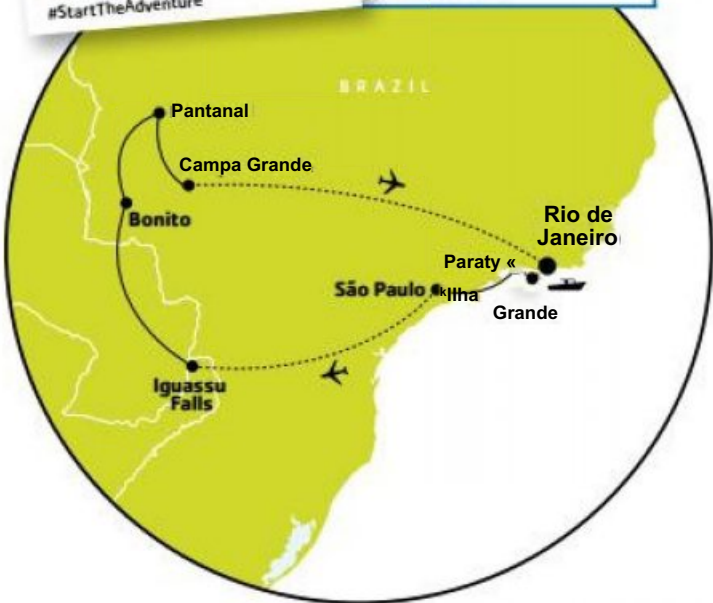 #StartTheAdventure
BRAZIL
Pantanal
Campa Grande
Bonito
Rio de
Janeiro
Paraty «
São Paulo
Ilha
Grande
Iguassu
Falls